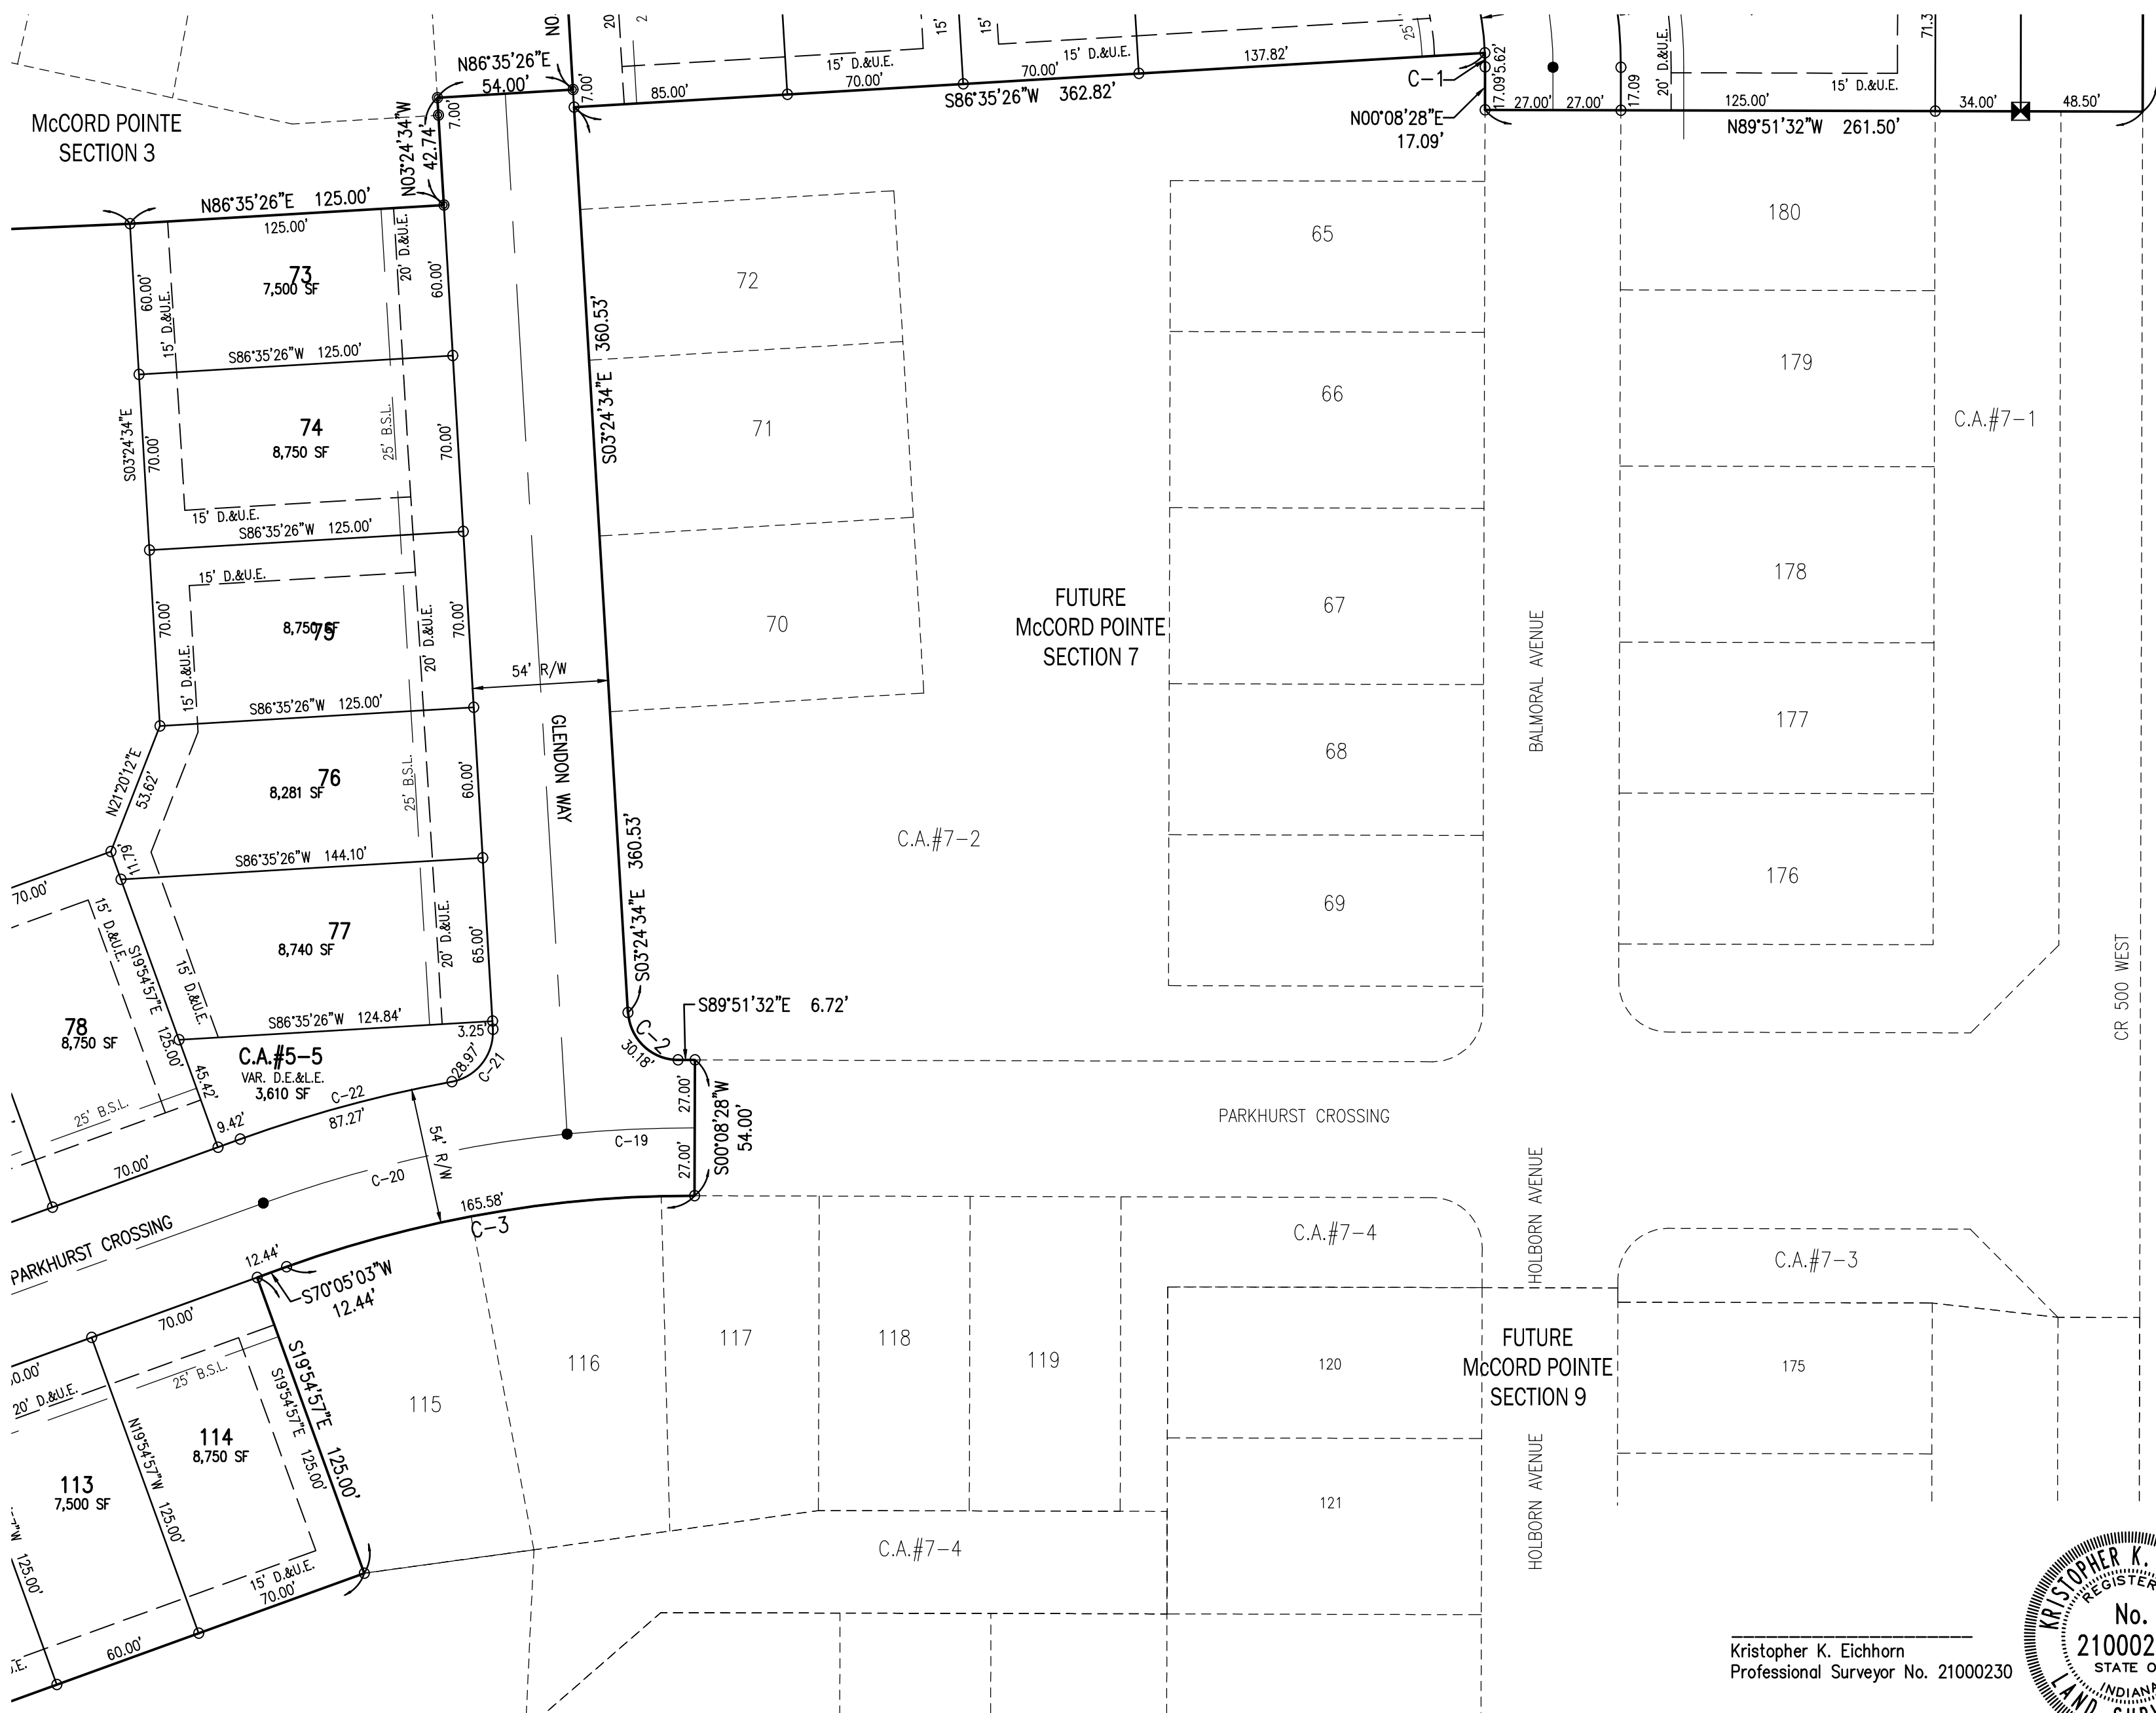 McCORD POINTE
SECTION 3
N86°35'26"E
54.00'
7.00'
7.00'
N03°24'34"W
42.74'
NO.
20
2
15'
15'
25'
15' D.&U.E.
15' D.&U.E.
85.00'
70.00'
70.00'
137.82'
S86°35'26"W 362.82'
C-1
5.62'
17.09'
N00°08'28"E
17.09'
27.00'
27.00'
17.09
20' D.&U.E.
15' D.&U.E.
125.00'
71.3
34.00'
48.50'
N89°51'32"W 261.50'
N86°35'26"E 125.00'
125.00'
60.00'
15' D.&U.E.
73
7,500 SF
20' D.&U.E.
60.00'
S86°35'26"W 125.00'
S03°24'34"E
70.00'
74
8,750 SF
25' B.S.L.
70.00'
15' D.&U.E.
S86°35'26"W 125.00'
15' D.&U.E.
70.00'
75
8,750 SF
15' D.&U.E.
20' D.&U.E.
70.00'
54' R/W
S86°35'26"W 125.00'
N21°20'12"E
53.62'
76
8,281 SF
25' B.S.L.
60.00'
GLENDON WAY
11.79'
S86°35'26"W 144.10'
70.00'
15' D.&U.E.
S19°54'57"E 125.00'
15' D.&U.E.
77
8,740 SF
20' D.&U.E.
65.00'
S86°35'26"W 124.84'
3.25'
78
8,750 SF
C.A.#5-5
VAR. D.E.&L.E.
3,610 SF
45.42'
28.97'
C-21
C-22
87.27'
9.42'
25' B.S.L.
70.00'
S03°24'34"E 360.53'
S03°24'34"E 360.53'
C-2
30.18'
S89°51'32"E 6.72'
27.00'
27.00'
S00°08'28"W
54.00'
C-19
C-20
54' R/W
165.58'
C-3
PARKHURST CROSSING
12.44'
S70°05'03"W
12.44'
70.00'
20' D.&U.E.
25' B.S.L.
S19°54'57"E 125.00'
S19°54'57"E 125.00'
N19°54'57"W 125.00'
114
8,750 SF
113
7,500 SF
125.00'
15' D.&U.E.
70.00'
60.00'
72
71
70
FUTURE
McCORD POINTE
SECTION 7
C.A.#7-2
65
66
67
68
69
BALMORAL AVENUE
180
179
178
177
176
C.A.#7-1
CR 500 WEST
PARKHURST CROSSING
HOLBORN AVENUE
C.A.#7-4
C.A.#7-3
115
116
117
118
119
120
121
175
FUTURE
McCORD POINTE
SECTION 9
HOLBORN AVENUE
C.A.#7-4
Kristopher K. Eichhorn
Professional Surveyor No. 21000230
KRISTOPHER K.
REGISTER
No.
210002
STATE O
INDIANA
LAND SURV